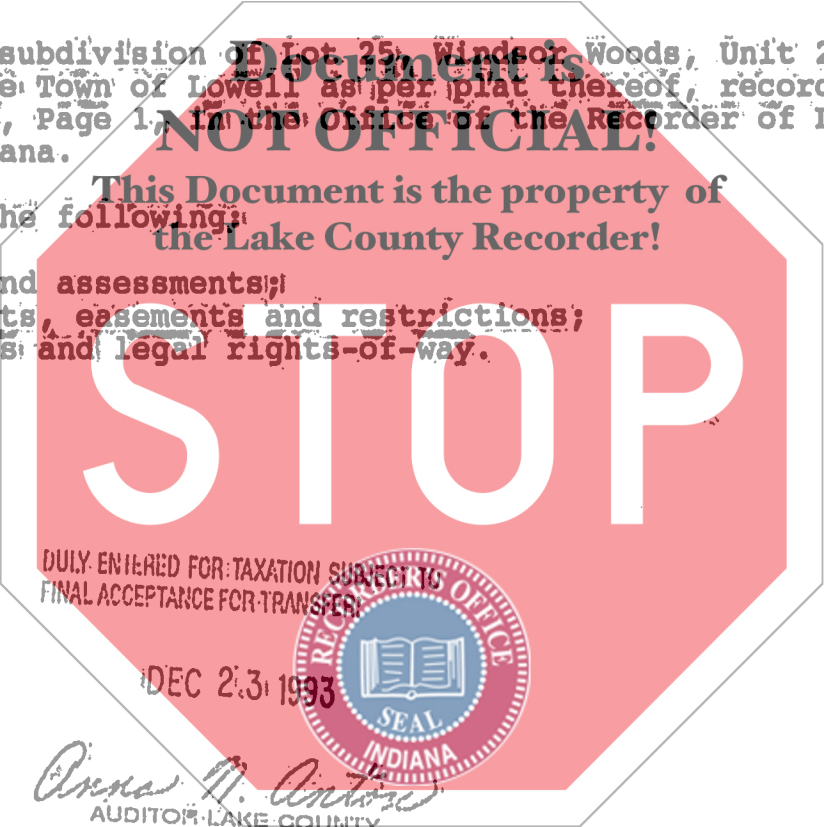 subdivision of Lot 25, Windsor Woods, Unit 2
Document is
e Town of Lowell as per plat thereof, record
, Page 1, in the Office of the Recorder of L
NOT OFFICIAL!
ana.
This Document is the property of
he following:
the Lake County Recorder!
nd assessments;
ts, easements and restrictions;
s and legal rights-of-way.
STOP
DULY ENTERED FOR TAXATION SUBJECT TO
FINAL ACCEPTANCE FOR TRANSFER
RECORDER'S OFFICE
DEC 23 1993
SEAL
INDIANA
Anna N. Anton
AUDITOR LAKE COUNTY